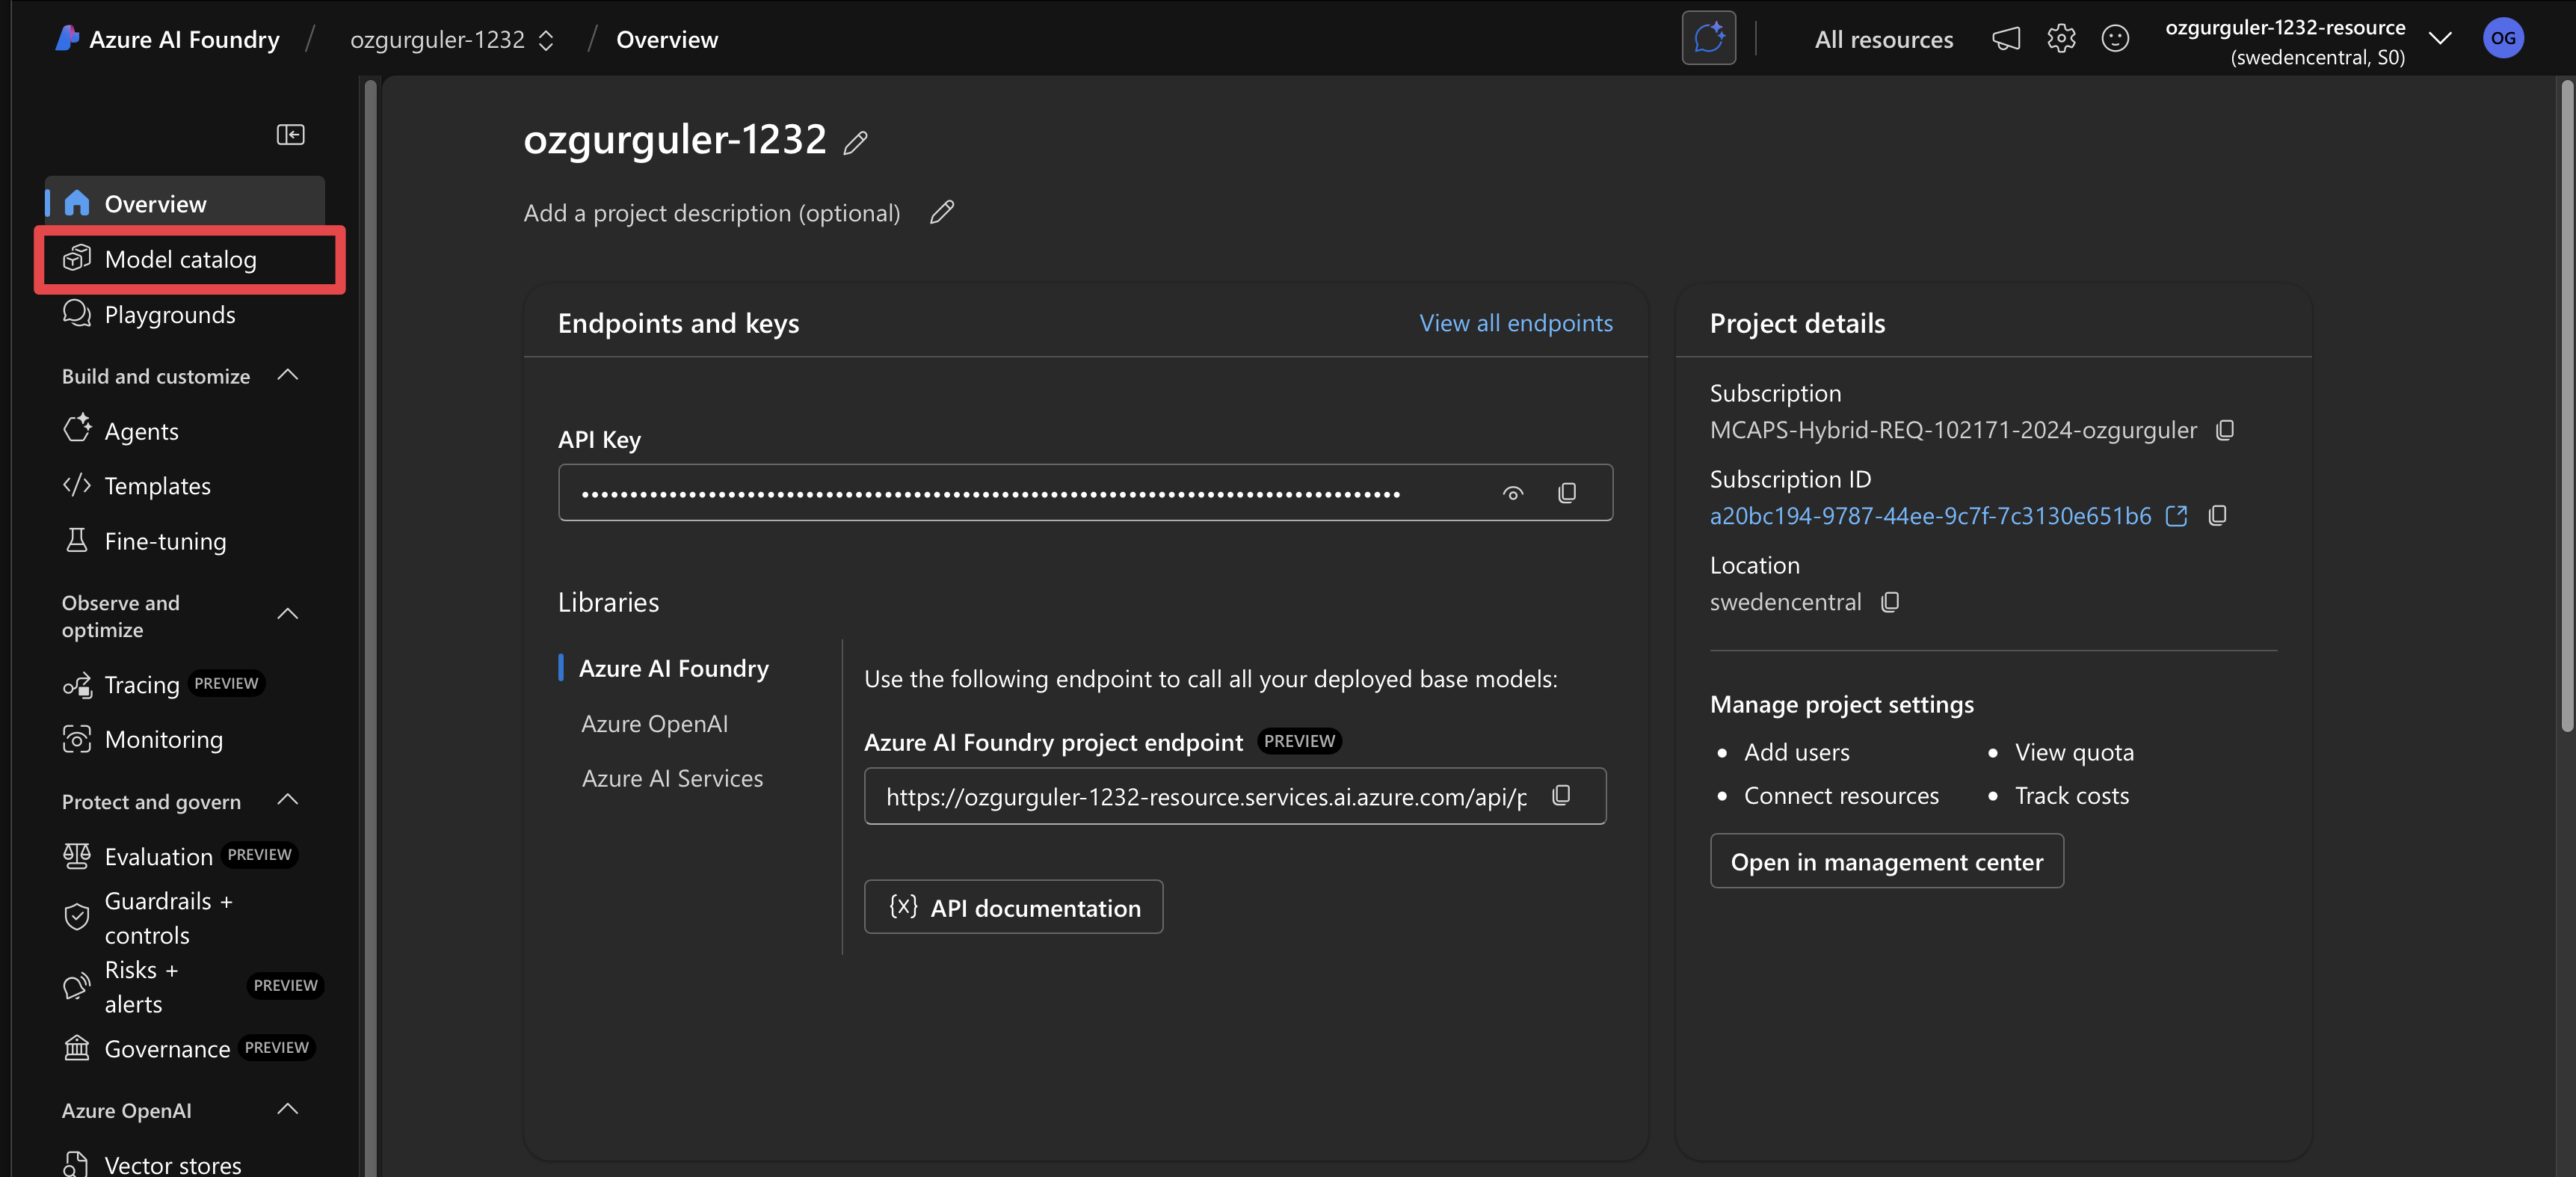 Azure AI Foundry / ozgurguler-1232 / Overview
All resources
ozgurguler-1232-resource
(swedencentral, S0)
OG
Overview
Model catalog
Playgrounds
Build and customize
Agents
Templates
Fine-tuning
Observe and
optimize
Tracing PREVIEW
Monitoring
Protect and govern
Evaluation PREVIEW
Guardrails +
controls
Risks +
alerts
PREVIEW
Governance PREVIEW
Azure OpenAI
Vector stores
ozgurguler-1232
Add a project description (optional)
Endpoints and keys
View all endpoints
API Key
Libraries
Azure AI Foundry
Azure OpenAI
Azure AI Services
Use the following endpoint to call all your deployed base models:
Azure AI Foundry project endpoint PREVIEW
https://ozgurguler-1232-resource.services.ai.azure.com/api/p
{x} API documentation
Project details
Subscription
MCAPS-Hybrid-REQ-102171-2024-ozgurguler
Subscription ID
a20bc194-9787-44ee-9c7f-7c3130e651b6
Location
swedencentral
Manage project settings
• Add users
• View quota
• Connect resources
• Track costs
Open in management center